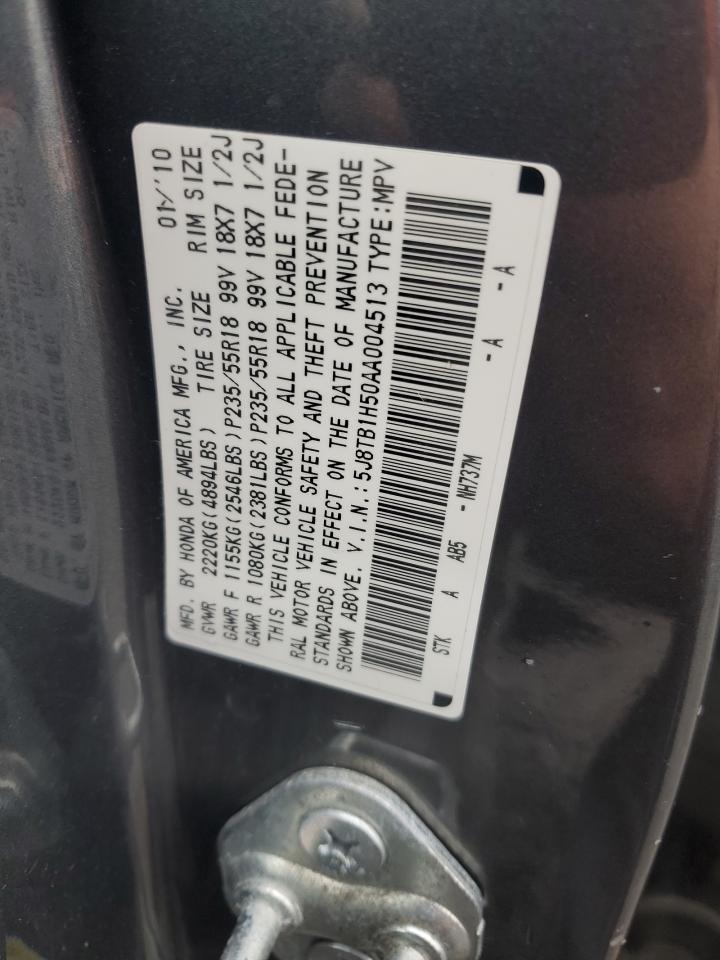 MFD. BY HONDA OF AMERICA MFG., INC. 01/'10
GVWR 2220KG(4894LBS) TIRE SIZE RIM SIZE
GAWR F 1155KG(2546LBS)P235/55R18 99V 18X7 1/2J
GAWR R 1080KG(2381LBS)P235/55R18 99V 18X7 1/2J
THIS VEHICLE CONFORMS TO ALL APPLICABLE FEDE-
RAL MOTOR VEHICLE SAFETY AND THEFT PREVENTION
STANDARDS IN EFFECT ON THE DATE OF MANUFACTURE
SHOWN ABOVE. V.I.N.:5J8TB1H50AA004513 TYPE:MPV
STK A AB5 - NH737M - A - A